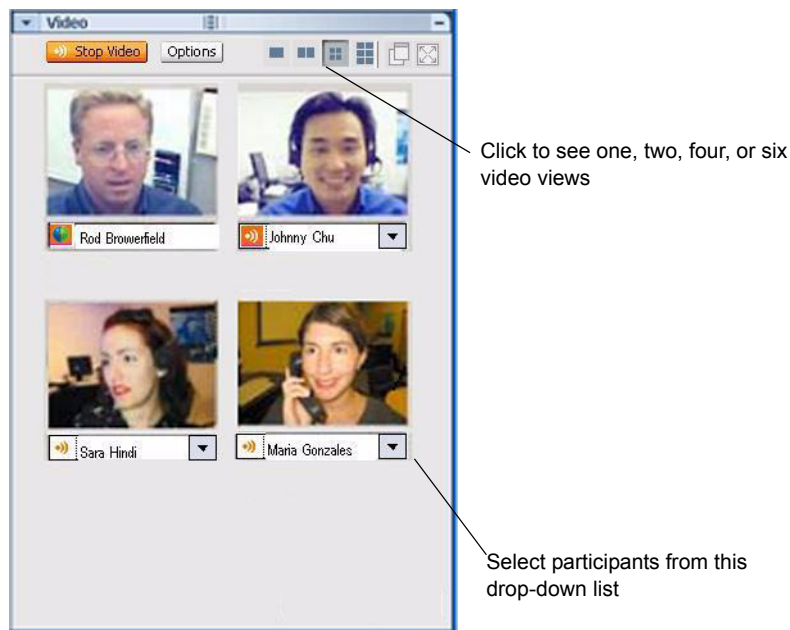 Video
Stop Video Options
Rod Browerfield
Johnny Chu
Click to see one, two, four, or six
video views
Sara Hindi
Maria Gonzales
Select participants from this
drop-down list